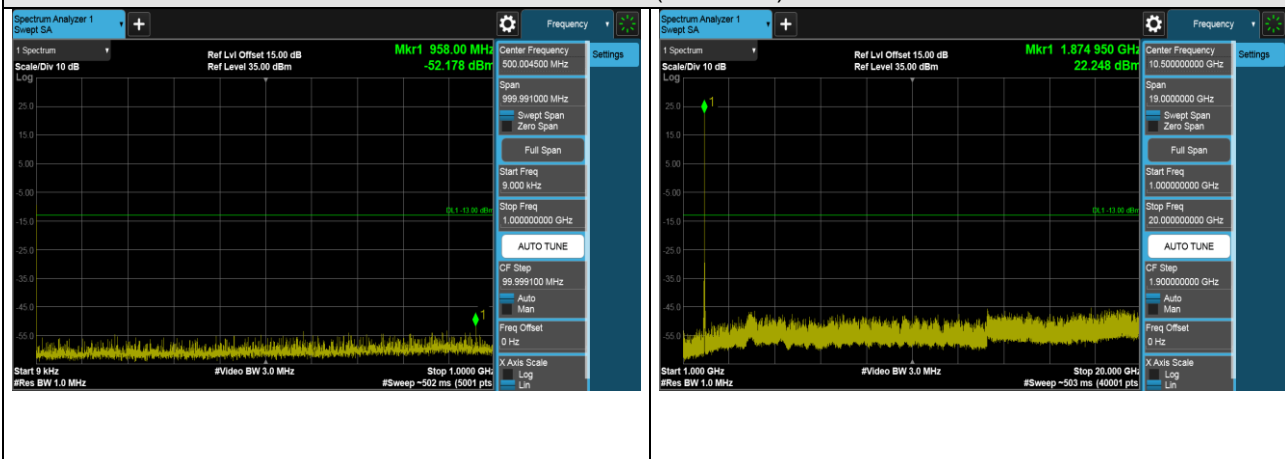 Spectrum Analyzer 1
Swept SA
+
Frequency
1 Spectrum
Scale/Div 10 dB
Log
Ref Lvl Offset 15.00 dB
Ref Level 35.00 dBm
Mkr1 958.00 MHz
-52.178 dBm
25.0
15.0
5.00
-5.00
-15.0
-25.0
-35.0
-45.0
-55.0
DL1 -13.00 dBm
1
Start 9 kHz
#Res BW 1.0 MHz
#Video BW 3.0 MHz
Stop 1.0000 GHz
#Sweep ~502 ms (5001 pts
Center Frequency
500.004500 MHz
Settings
Span
999.991000 MHz
Swept Span
Zero Span
Full Span
Start Freq
9.000 kHz
Stop Freq
1.000000000 GHz
AUTO TUNE
CF Step
99.999100 MHz
Auto
Man
Freq Offset
0 Hz
X Axis Scale
Log
Lin
Spectrum Analyzer 1
Swept SA
+
Frequency
1 Spectrum
Scale/Div 10 dB
Log
Ref Lvl Offset 15.00 dB
Ref Level 35.00 dBm
Mkr1 1.874 950 GHz
22.248 dBm
25.0
15.0
5.00
-5.00
-15.0
-25.0
-35.0
-45.0
-55.0
DL1 -13.00 dBm
1
Start 1.000 GHz
#Res BW 1.0 MHz
#Video BW 3.0 MHz
Stop 20.000 GHz
#Sweep ~503 ms (40001 pts
Center Frequency
10.500000000 GHz
Settings
Span
19.0000000 GHz
Swept Span
Zero Span
Full Span
Start Freq
1.000000000 GHz
Stop Freq
20.000000000 GHz
AUTO TUNE
CF Step
1.900000000 GHz
Auto
Man
Freq Offset
0 Hz
X Axis Scale
Log
Lin